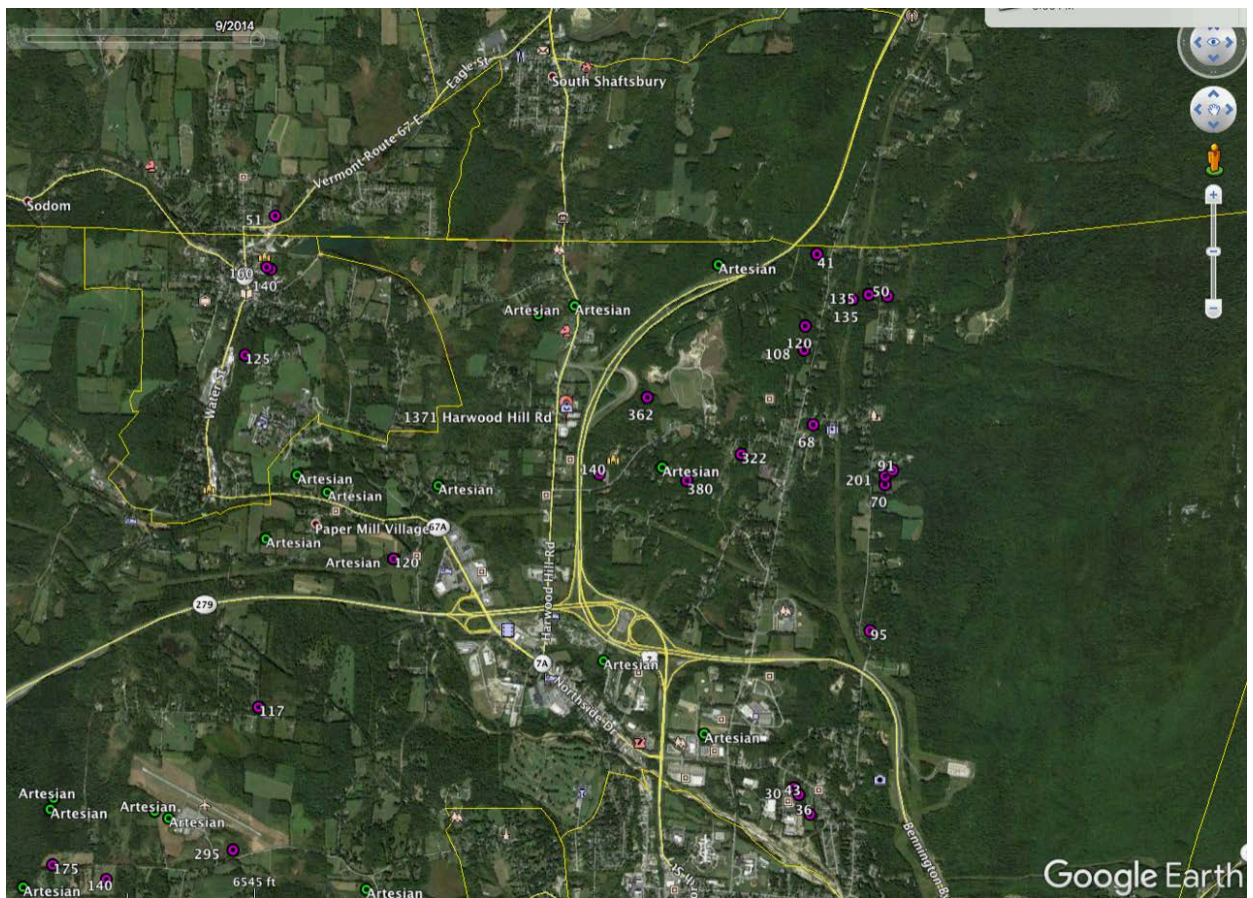 9/2014
Eagle St
South Shaftsbury
Vermont Route 67 E
Sodom
51
160
140
Artesian
41
135
50
135
Artesian
Artesian
120
108
125
Water St
362
1371 Harwood Hill Rd
68
322
140
Artesian
380
91
201
70
Artesian
Artesian
Artesian
Paper Mill Village
67A
Artesian
Artesian
120
Harwood Hill Rd
279
95
7A
Artesian
7
Northside Dr
117
Artesian
Artesian
Artesian
Artesian
Artesian
43
30
36
295
175
140
Artesian
6545 ft
Artesian
Google Earth